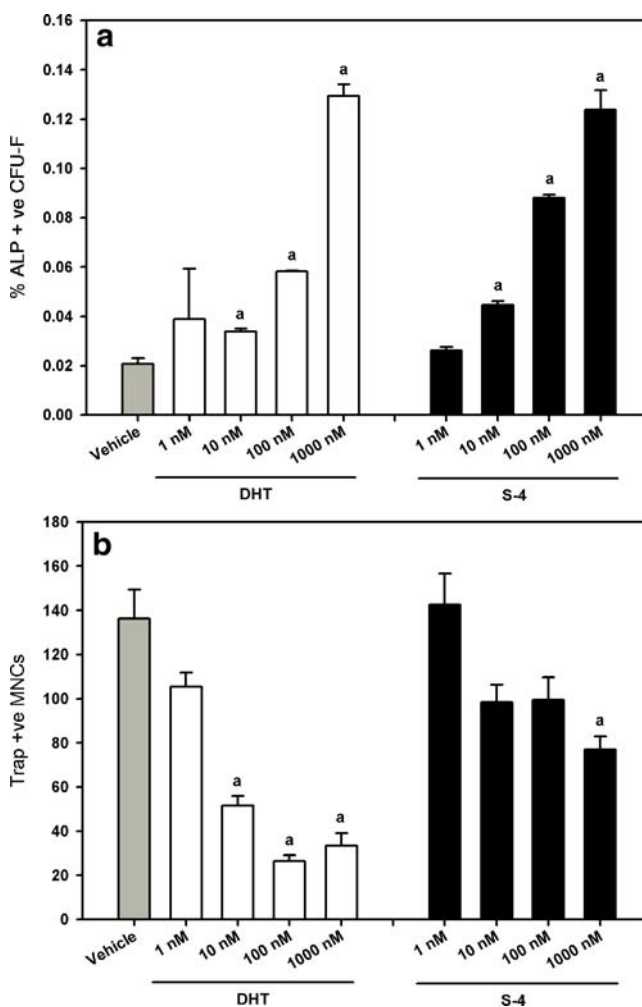 a
% ALP + ve CFU-F
0.16
0.14
0.12
0.10
0.08
0.06
0.04
0.02
0.00
a
a
a
a
a
a
Vehicle
1 nM
10 nM
100 nM
1000 nM
1 nM
10 nM
100 nM
1000 nM
DHT
S-4
b
Trap +ve MNCs
180
160
140
120
100
80
60
40
20
0
a
a
a
a
Vehicle
1 nM
10 nM
100 nM
1000 nM
1 nM
10 nM
100 nM
1000 nM
DHT
S-4